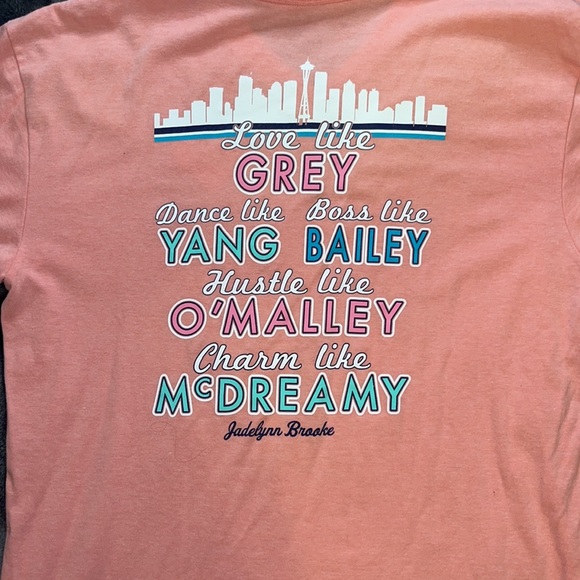 Love like
GREY
Dance like Boss like
YANG BAILEY
Hustle like
O'MALLEY
Charm like
McDREAMY
Jadelynn Brooke